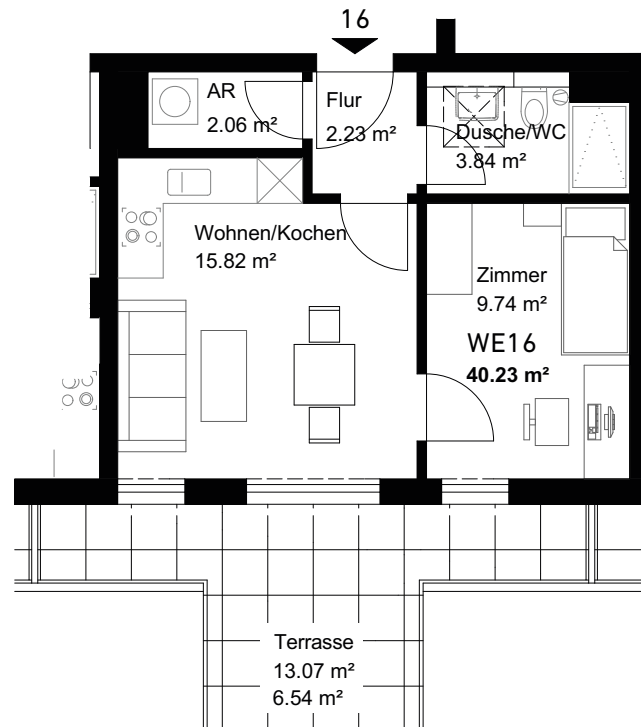 16
AR
2.06 m²
Flur
2.23 m²
Dusche/WC
3.84 m²
Wohnen/Kochen
15.82 m²
Zimmer
9.74 m²
WE16
40.23 m²
Terrasse
13.07 m²
6.54 m²